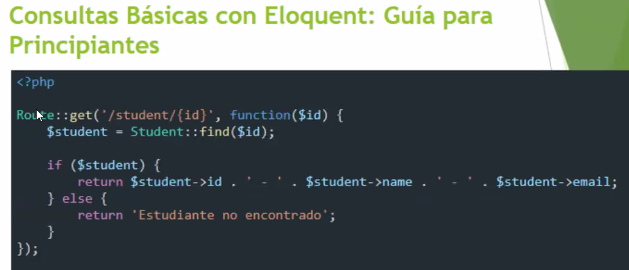 Consultas Básicas con Eloquent: Guía para
Principiantes
<?php
Route::get('/student/{id}', function($id) {
    $student = Student::find($id);
    if ($student) {
        return $student->id . ' - ' . $student->name . ' - ' . $student->email;
    } else {
        return 'Estudiante no encontrado';
    }
});